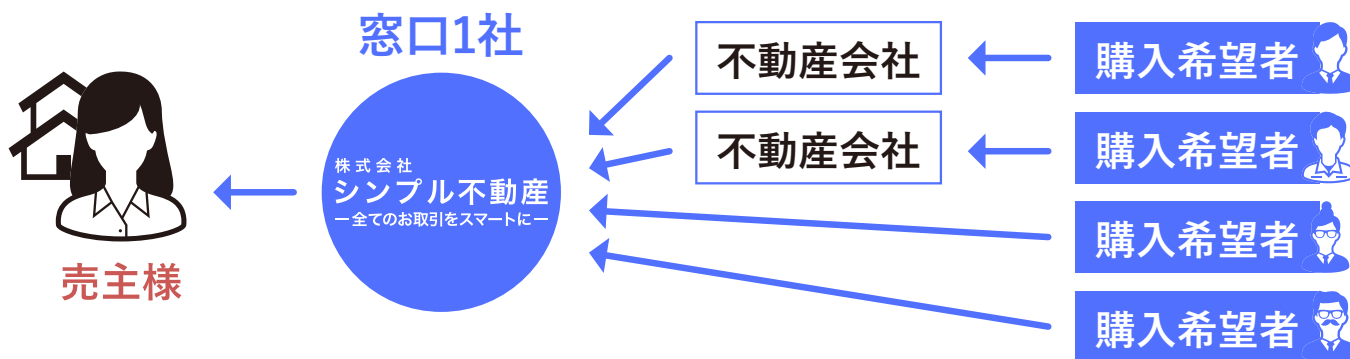 窓口1社
売主様
株式会社
シンプル不動産
ー全てのお取引をスマートにー
不動産会社
不動産会社
購入希望者
購入希望者
購入希望者
購入希望者